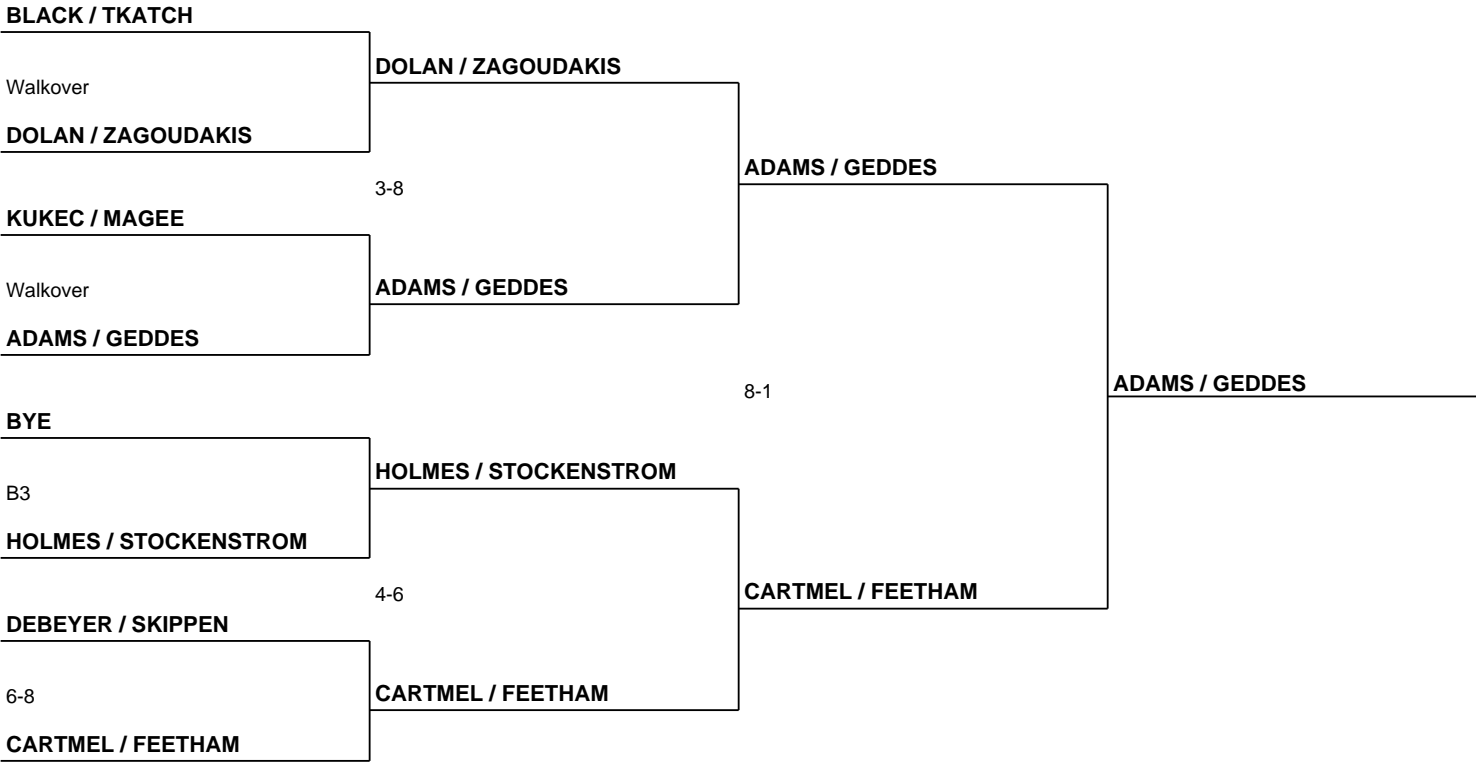 BLACK / TKATCH
Walkover
DOLAN / ZAGOUDAKIS
KUKEC / MAGEE
Walkover
ADAMS / GEDDES
BYE
B3
HOLMES / STOCKENSTROM
DEBEYER / SKIPPEN
6-8
CARTMEL / FEETHAM
DOLAN / ZAGOUDAKIS
3-8
ADAMS / GEDDES
HOLMES / STOCKENSTROM
4-6
CARTMEL / FEETHAM
ADAMS / GEDDES
8-1
CARTMEL / FEETHAM
ADAMS / GEDDES